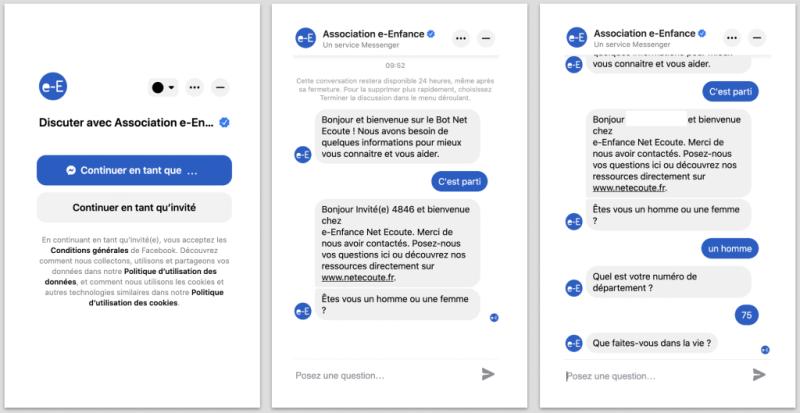 e-E
Discuter avec Association e-En...
Continuer en tant que ...
Continuer en tant qu'invité
En continuant en tant qu'invité(e), vous acceptez les
Conditions générales de Facebook. Découvrez
comment nous collectons, utilisons et partageons vos
données dans notre Politique d'utilisation des
données, et comment nous utilisons les cookies et
autres technologies similaires dans notre Politique
d'utilisation des cookies.
e-E
Association e-Enfance
Un service Messenger
09:52
Cette conversation restera disponible 24 heures, même après
sa fermeture. Pour la supprimer plus rapidement, choisissez
Terminer la discussion dans le menu déroulant.
Bonjour et bienvenue sur le Bot Net
Ecoute ! Nous avons besoin de
quelques informations pour mieux
vous connaitre et vous aider.
e-E
C'est parti
Bonjour Invité(e) 4846 et bienvenue
chez
e-Enfance Net Ecoute. Merci de
nous avoir contactés. Posez-nous
vos questions ici ou découvrez nos
ressources directement sur
www.netecoute.fr.
Êtes vous un homme ou une femme
?
e-E
e-E
Posez une question...
e-E
Association e-Enfance
Un service Messenger
quelques informations pour mieux
vous connaitre et vous aider.
e-E
C'est parti
Bonjour et bienvenue
chez
e-Enfance Net Ecoute. Merci de
nous avoir contactés. Posez-nous
vos questions ici ou découvrez nos
ressources directement sur
www.netecoute.fr.
Êtes vous un homme ou une femme
?
e-E
un homme
Quel est votre numéro de
département ?
e-E
75
Que faites-vous dans la vie ?
e-E
e-E
Posez une question...